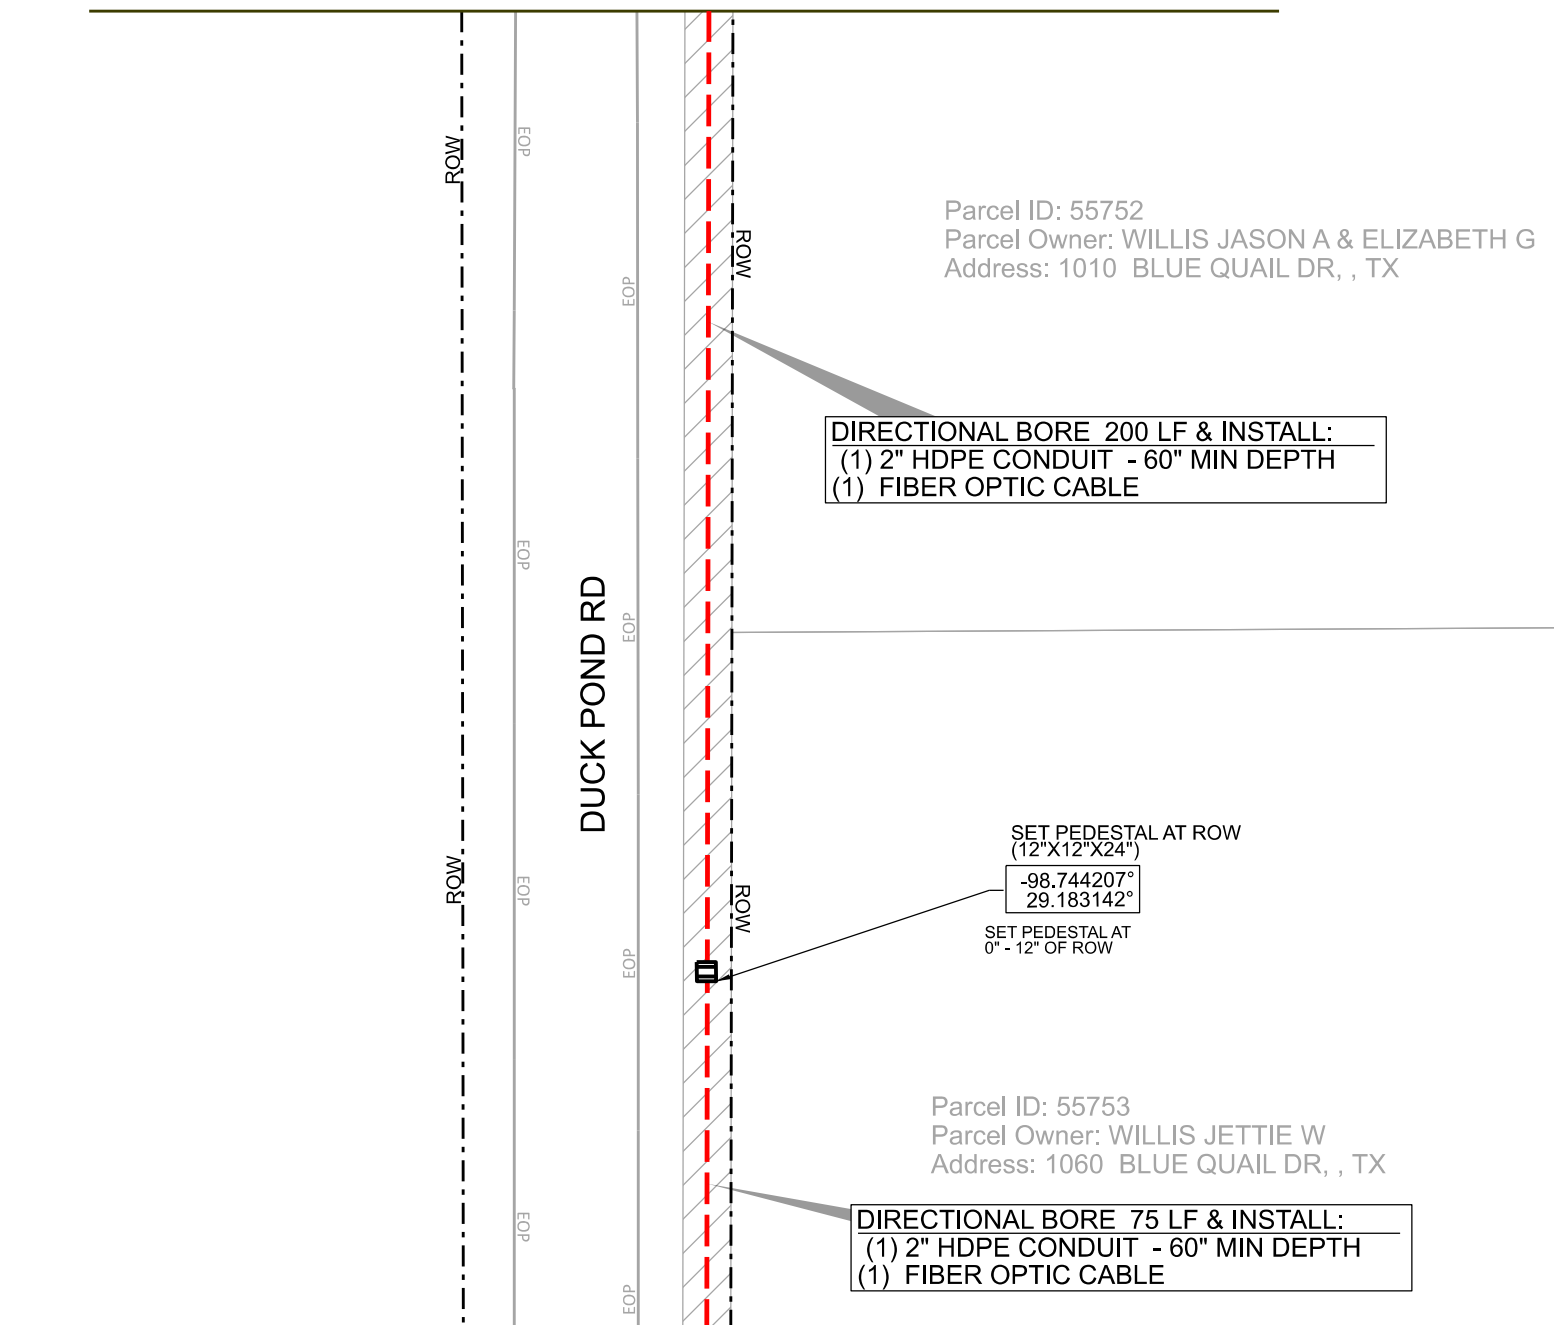 ROW
EOP
Parcel ID: 55752
Parcel Owner: WILLIS JASON A & ELIZABETH G
Address: 1010 BLUE QUAIL DR, , TX
ROW
EOP
DIRECTIONAL BORE 200 LF & INSTALL:
(1) 2" HDPE CONDUIT - 60" MIN DEPTH
(1) FIBER OPTIC CABLE
EOP
EOP
DUCK POND RD
SET PEDESTAL AT ROW
(12"X12"X24")
-98.744207°
29.183142°
SET PEDESTAL AT
0" - 12" OF ROW
ROW
EOP
ROW
EOP
Parcel ID: 55753
Parcel Owner: WILLIS JETTIE W
Address: 1060 BLUE QUAIL DR, , TX
DIRECTIONAL BORE 75 LF & INSTALL:
(1) 2" HDPE CONDUIT - 60" MIN DEPTH
(1) FIBER OPTIC CABLE
EOP
EOP